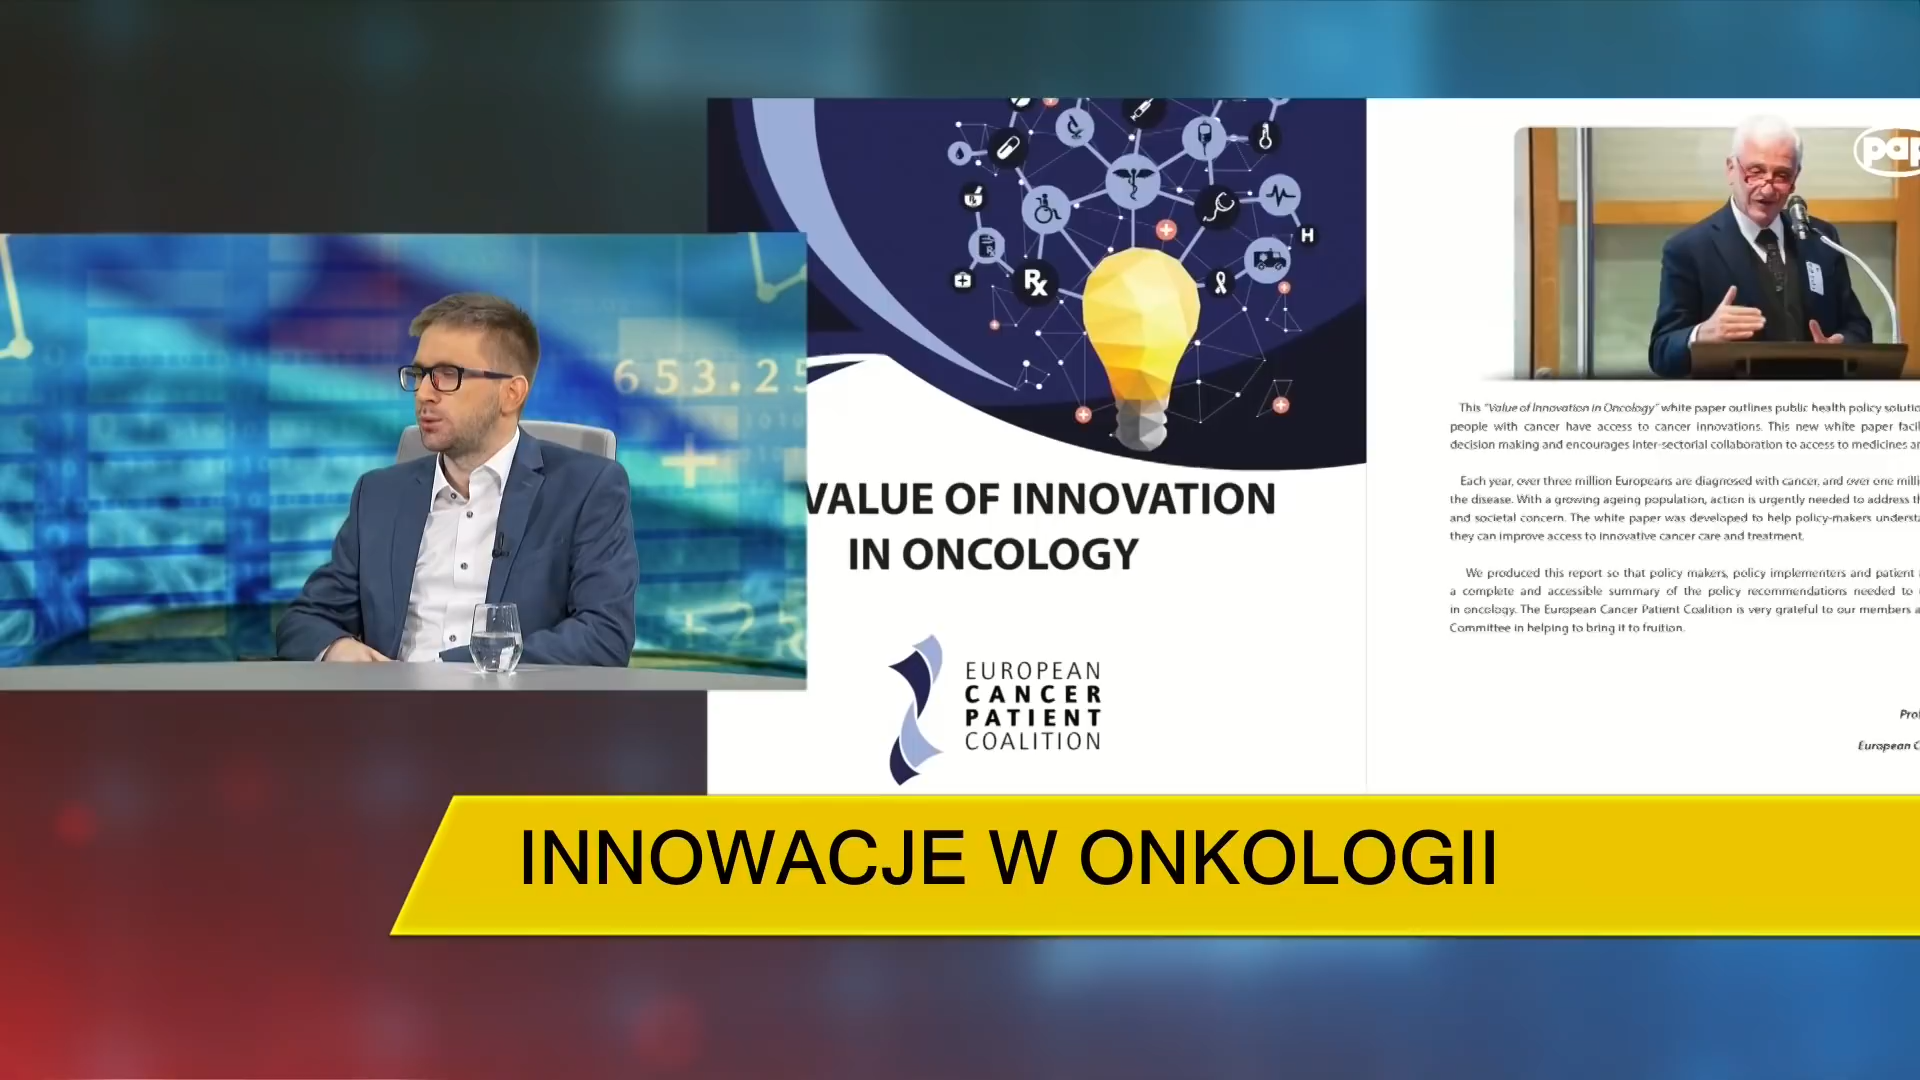 653.25
VALUE OF INNOVATION
IN ONCOLOGY
EUROPEAN
CANCER
PATIENT
COALITION
Rx
H
pap
This "Value of Innovation in Oncology" white paper outlines public health policy
people with cancer have access to cancer innovations. This new white paper
decision making and encourages inter-sectorial collaboration to access to medicines
Each year, over three million Europeans are diagnosed with cancer, and over one
the disease. With a growing ageing population, action is urgently needed to address
and societal concern. The white paper was developed to help policy-makers
they can improve access to innovative cancer care and treatment.
We produced this report so that policy makers, policy implementers and patient
a complete and accessible summary of the policy recommendations needed to
in oncology. The European Cancer Patient Coalition is very grateful to our members
Committee in helping to bring it to fruition.
European
INNOWACJE W ONKOLOGII